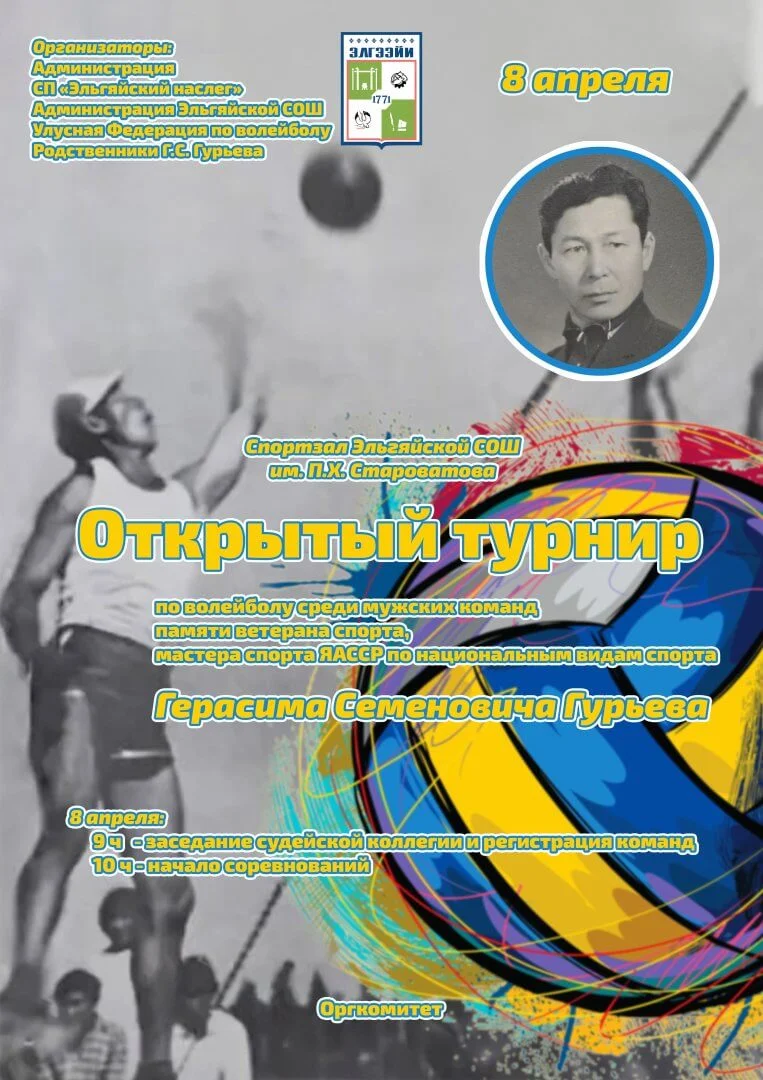 Организаторы:
Администрация
СП «Эльгяйский наслег»
Администрация Эльгяйской СОШ
Улусная Федерация по волейболу
Родственники Г.С. Гурьева
ЭЛГЭЭЙИ
1771
8 апреля
Спортзал Эльгяйской СОШ
им. П.Х. Староватова
Открытый турнир
по волейболу среди мужских команд
памяти ветерана спорта,
мастера спорта ЯАССР по национальным видам спорта
Герасима Семеновича Гурьева
8 апреля:
9 ч - заседание судейской коллегии и регистрация команд
10 ч - начало соревнований
Оргкомитет